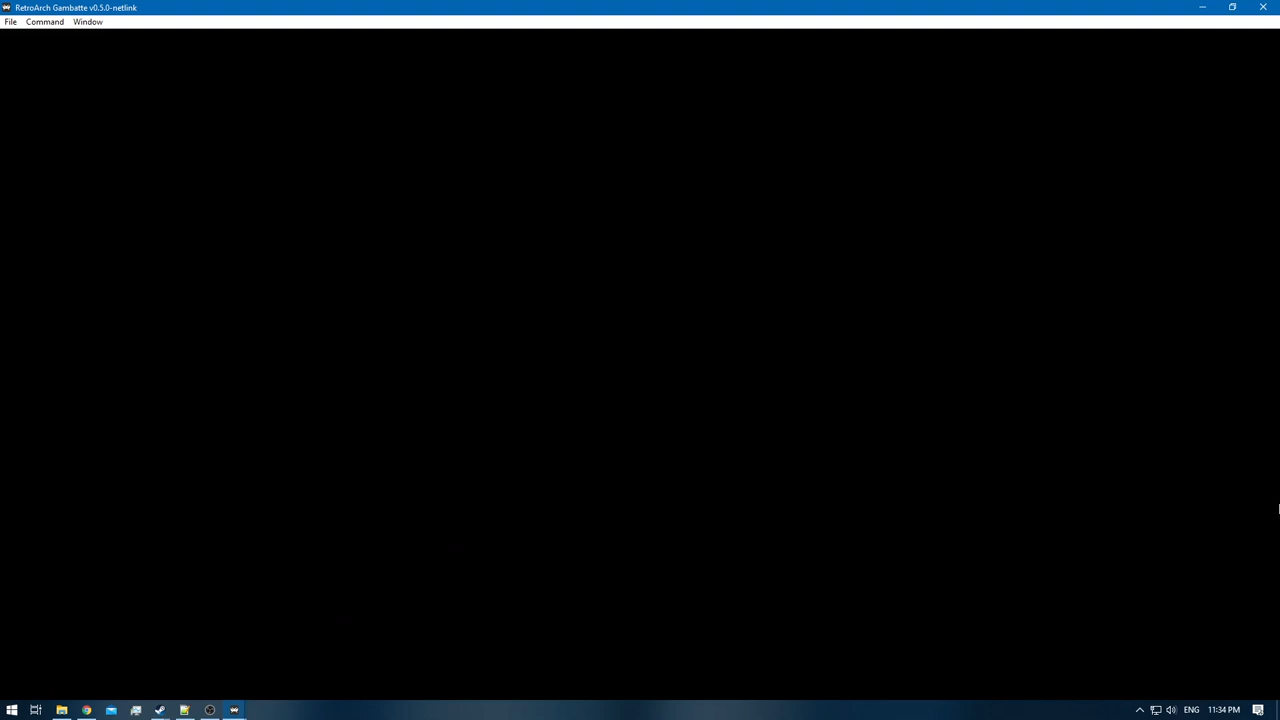 RetroArch Gambatte v0.5.0-netlink
File Command Window
ENG 11:34 PM